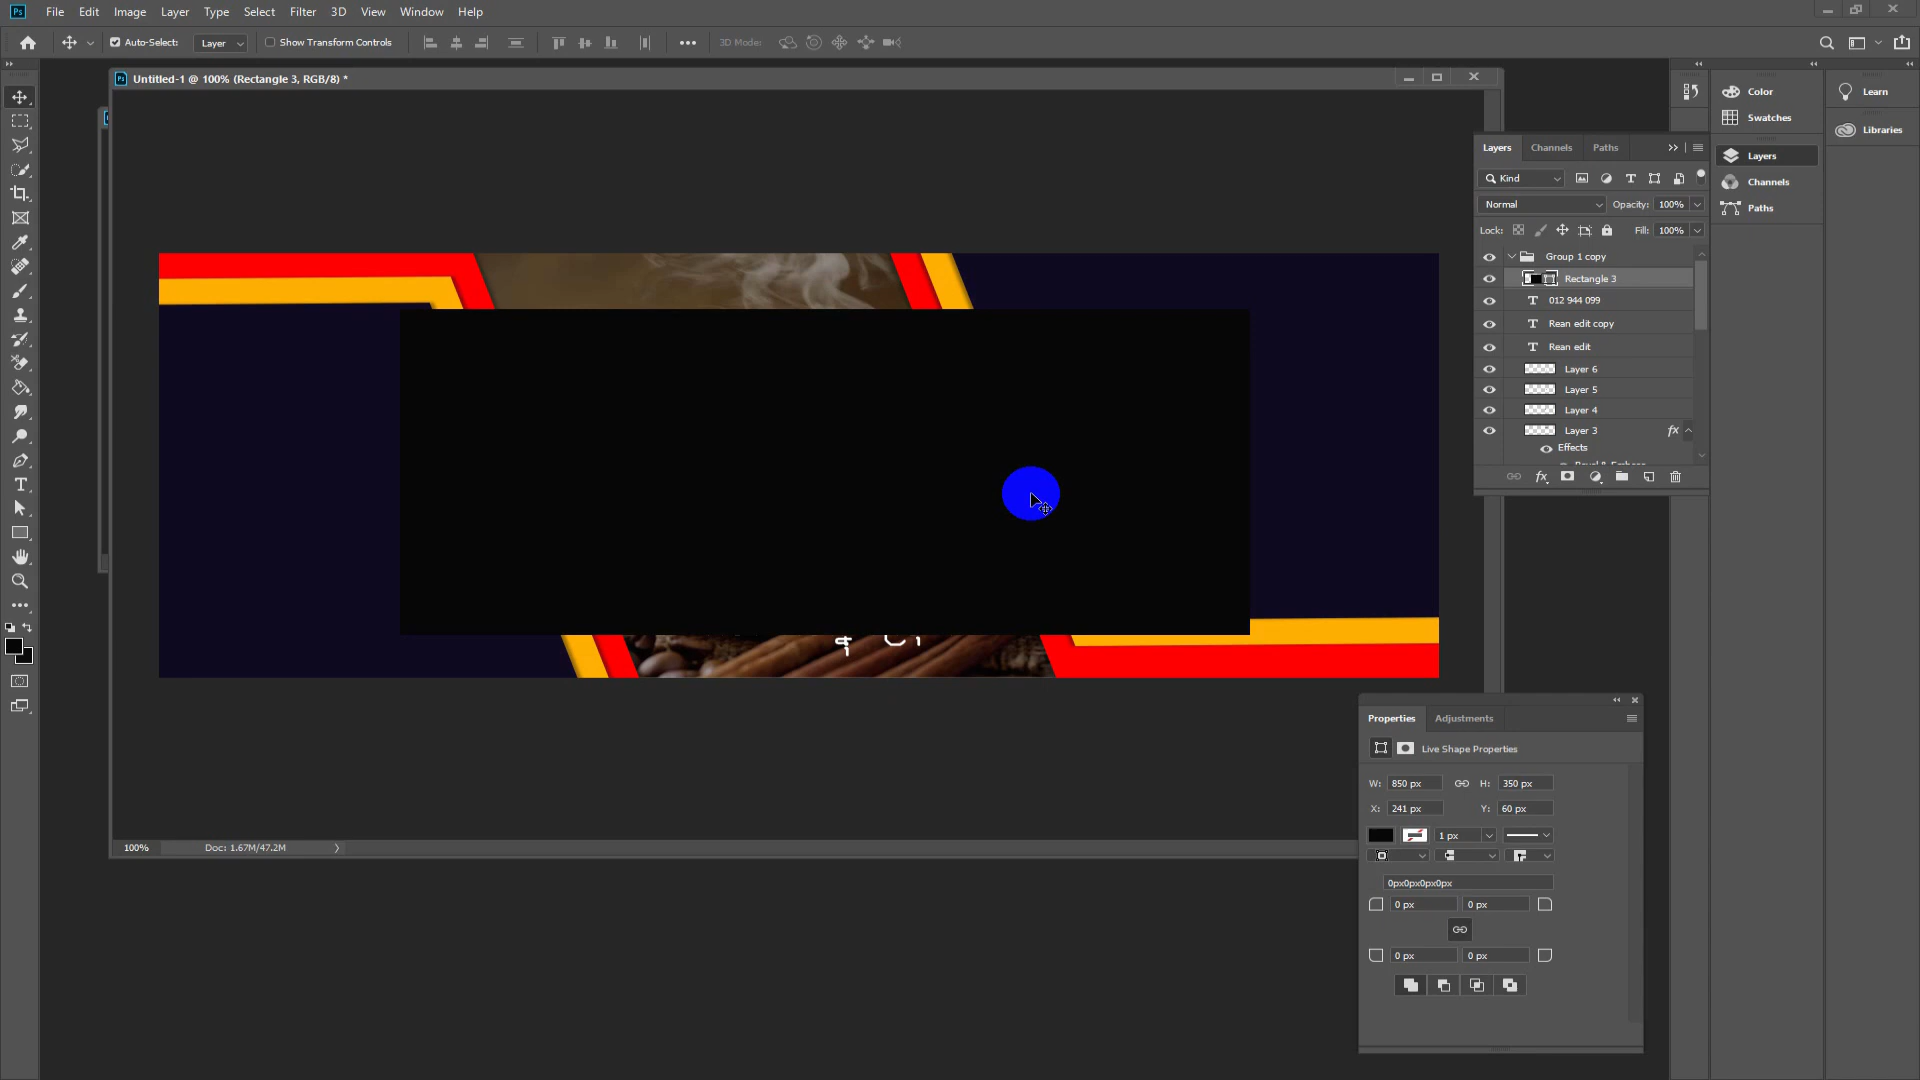 File Edit Image Layer Type Select Filter 3D View Window Help
Auto-Select: Layer Show Transform Controls 3D Mode:
Untitled-1 @ 100% (Rectangle 3, RGB/8) *
Color
Swatches
Layers
Channels
Paths
Learn
Libraries
Layers Channels Paths
Kind
Normal Opacity: 100%
Lock: Fill: 100%
Group 1 copy
Rectangle 3
012 944 099
Rean edit copy
Rean edit
Layer 6
Layer 5
Layer 4
Layer 3 fx
Effects
fx
Properties Adjustments
Live Shape Properties
W: 850 px H: 350 px
X: 241 px Y: 60 px
1 px
0px0px0px0px
0 px 0 px
0 px 0 px
100% Doc: 1.67M/47.2M